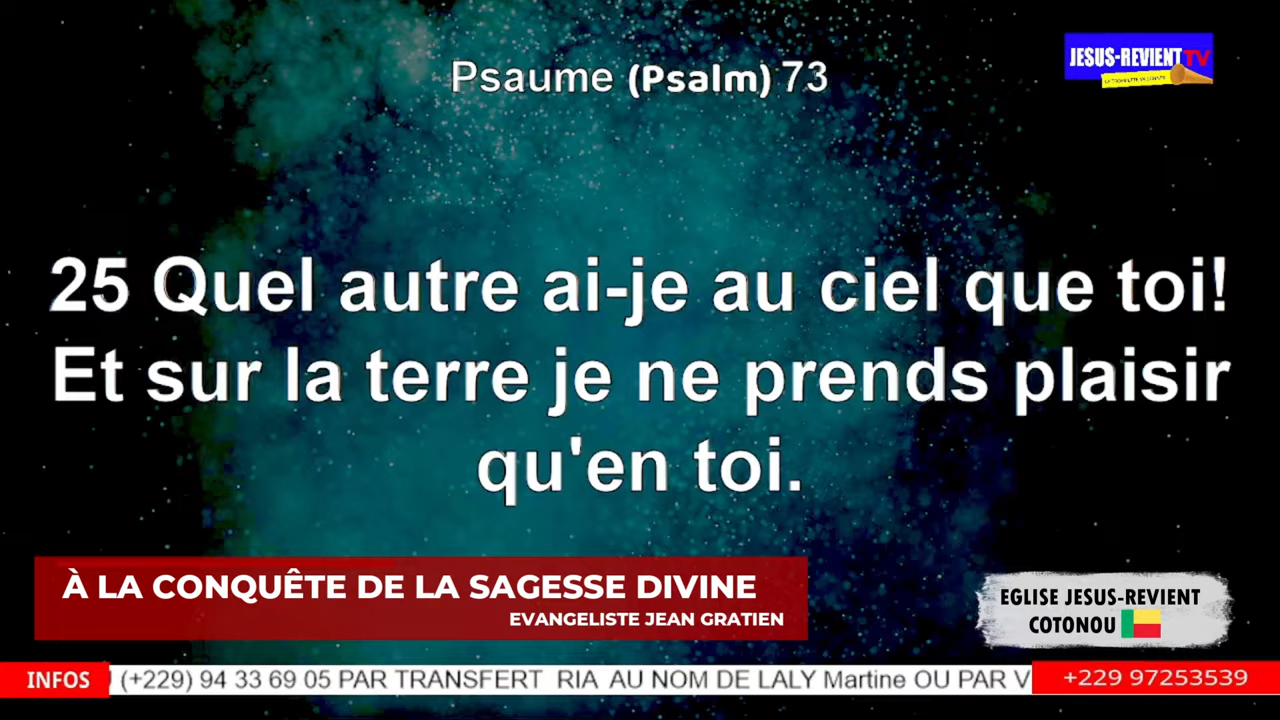 Psaume (Psalm) 73
JESUS-REVIENT TV
25 Quel autre ai-je au ciel que toi!
Et sur la terre je ne prends plaisir
qu'en toi.
À LA CONQUÊTE DE LA SAGESSE DIVINE
EVANGELISTE JEAN GRATIEN
EGLISE JESUS-REVIENT
COTONOU
INFOS (+229) 94 33 69 05 PAR TRANSFERT RIA AU NOM DE LALY Martine OU PAR V +229 97253539